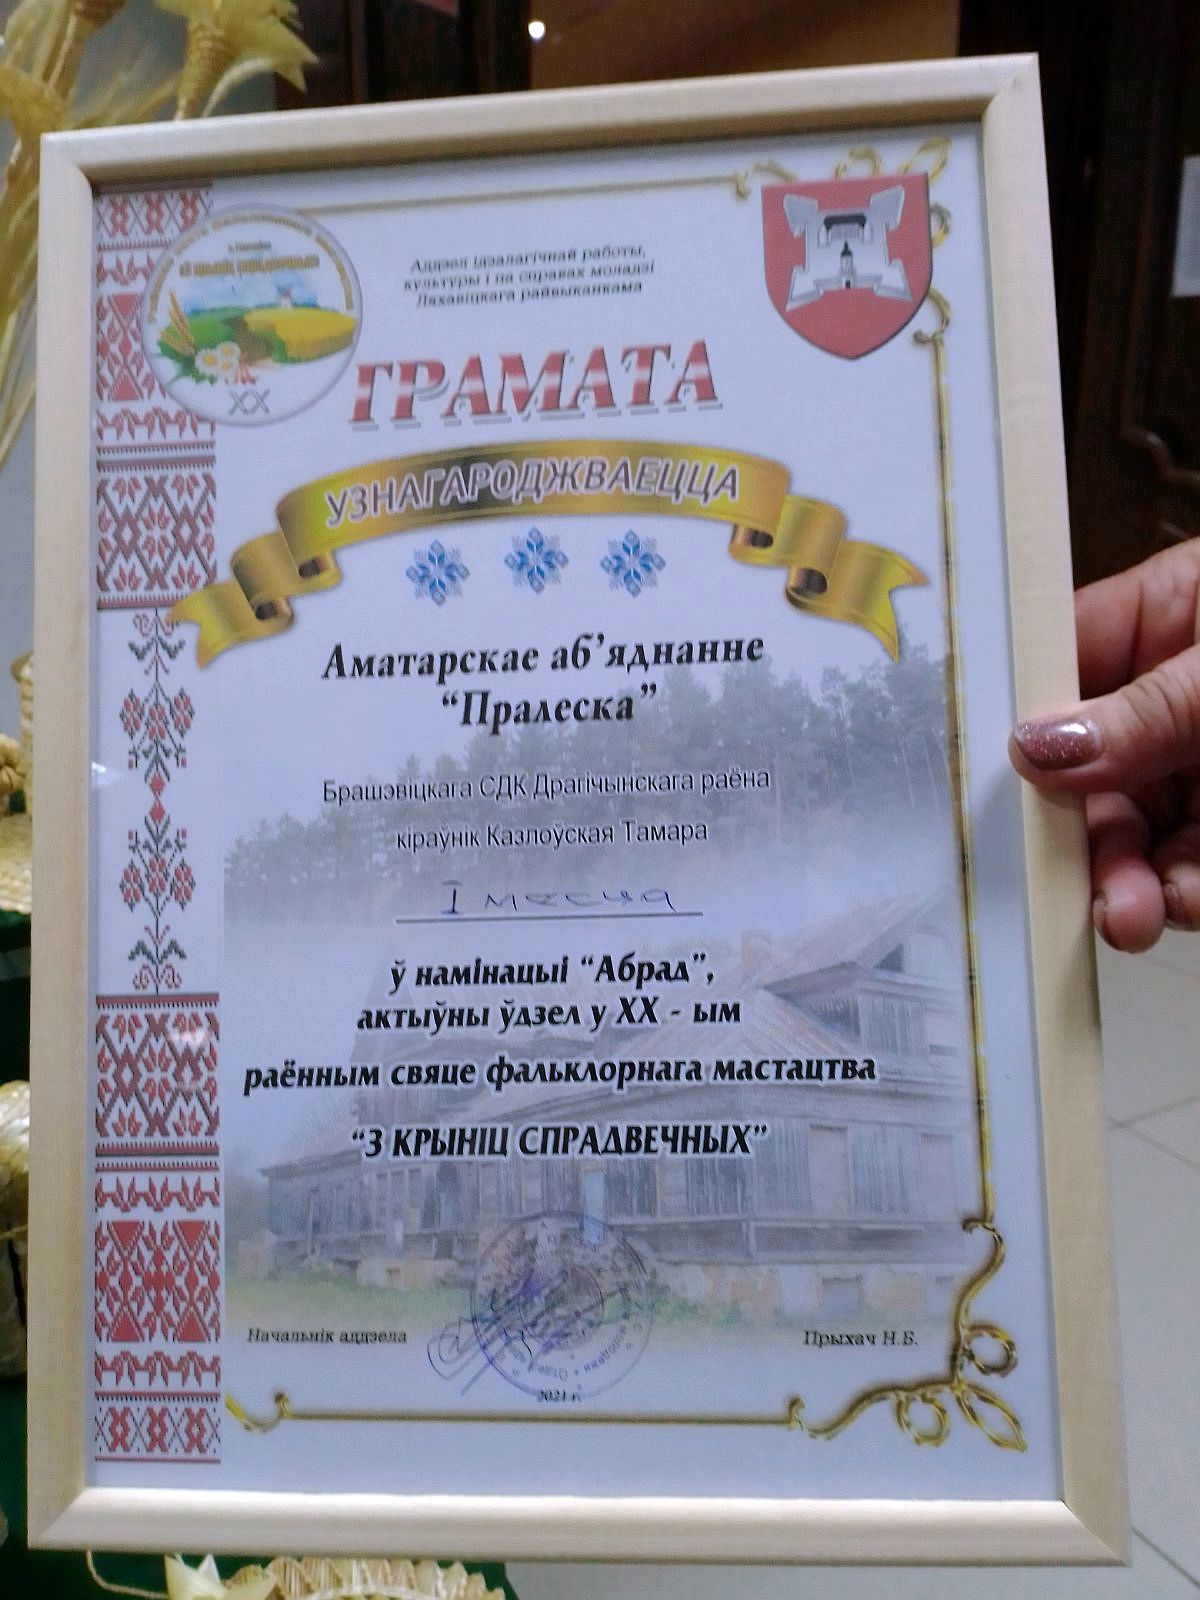 Аддзел ідэалагічнай работы,
культуры і па справах моладзі
Ляхавіцкага райвыканкама
XX
ГРАМАТА
УЗНАГАРОДЖВАЕЦЦА
Аматарскае аб’яднанне
“Пралеска”
Брашэвіцкага СДК Драгічынскага раёна
кіраўнік Казлоўская Тамара
I месца
ў намінацыі “Абрад”,
актыўны ўдзел у XX - ым
раённым свяце фальклорнага мастацтва
“З КРЫНІЦ СПРАДВЕЧНЫХ”
Начальнік аддзела
Прыхач Н.Б.
2021 г.